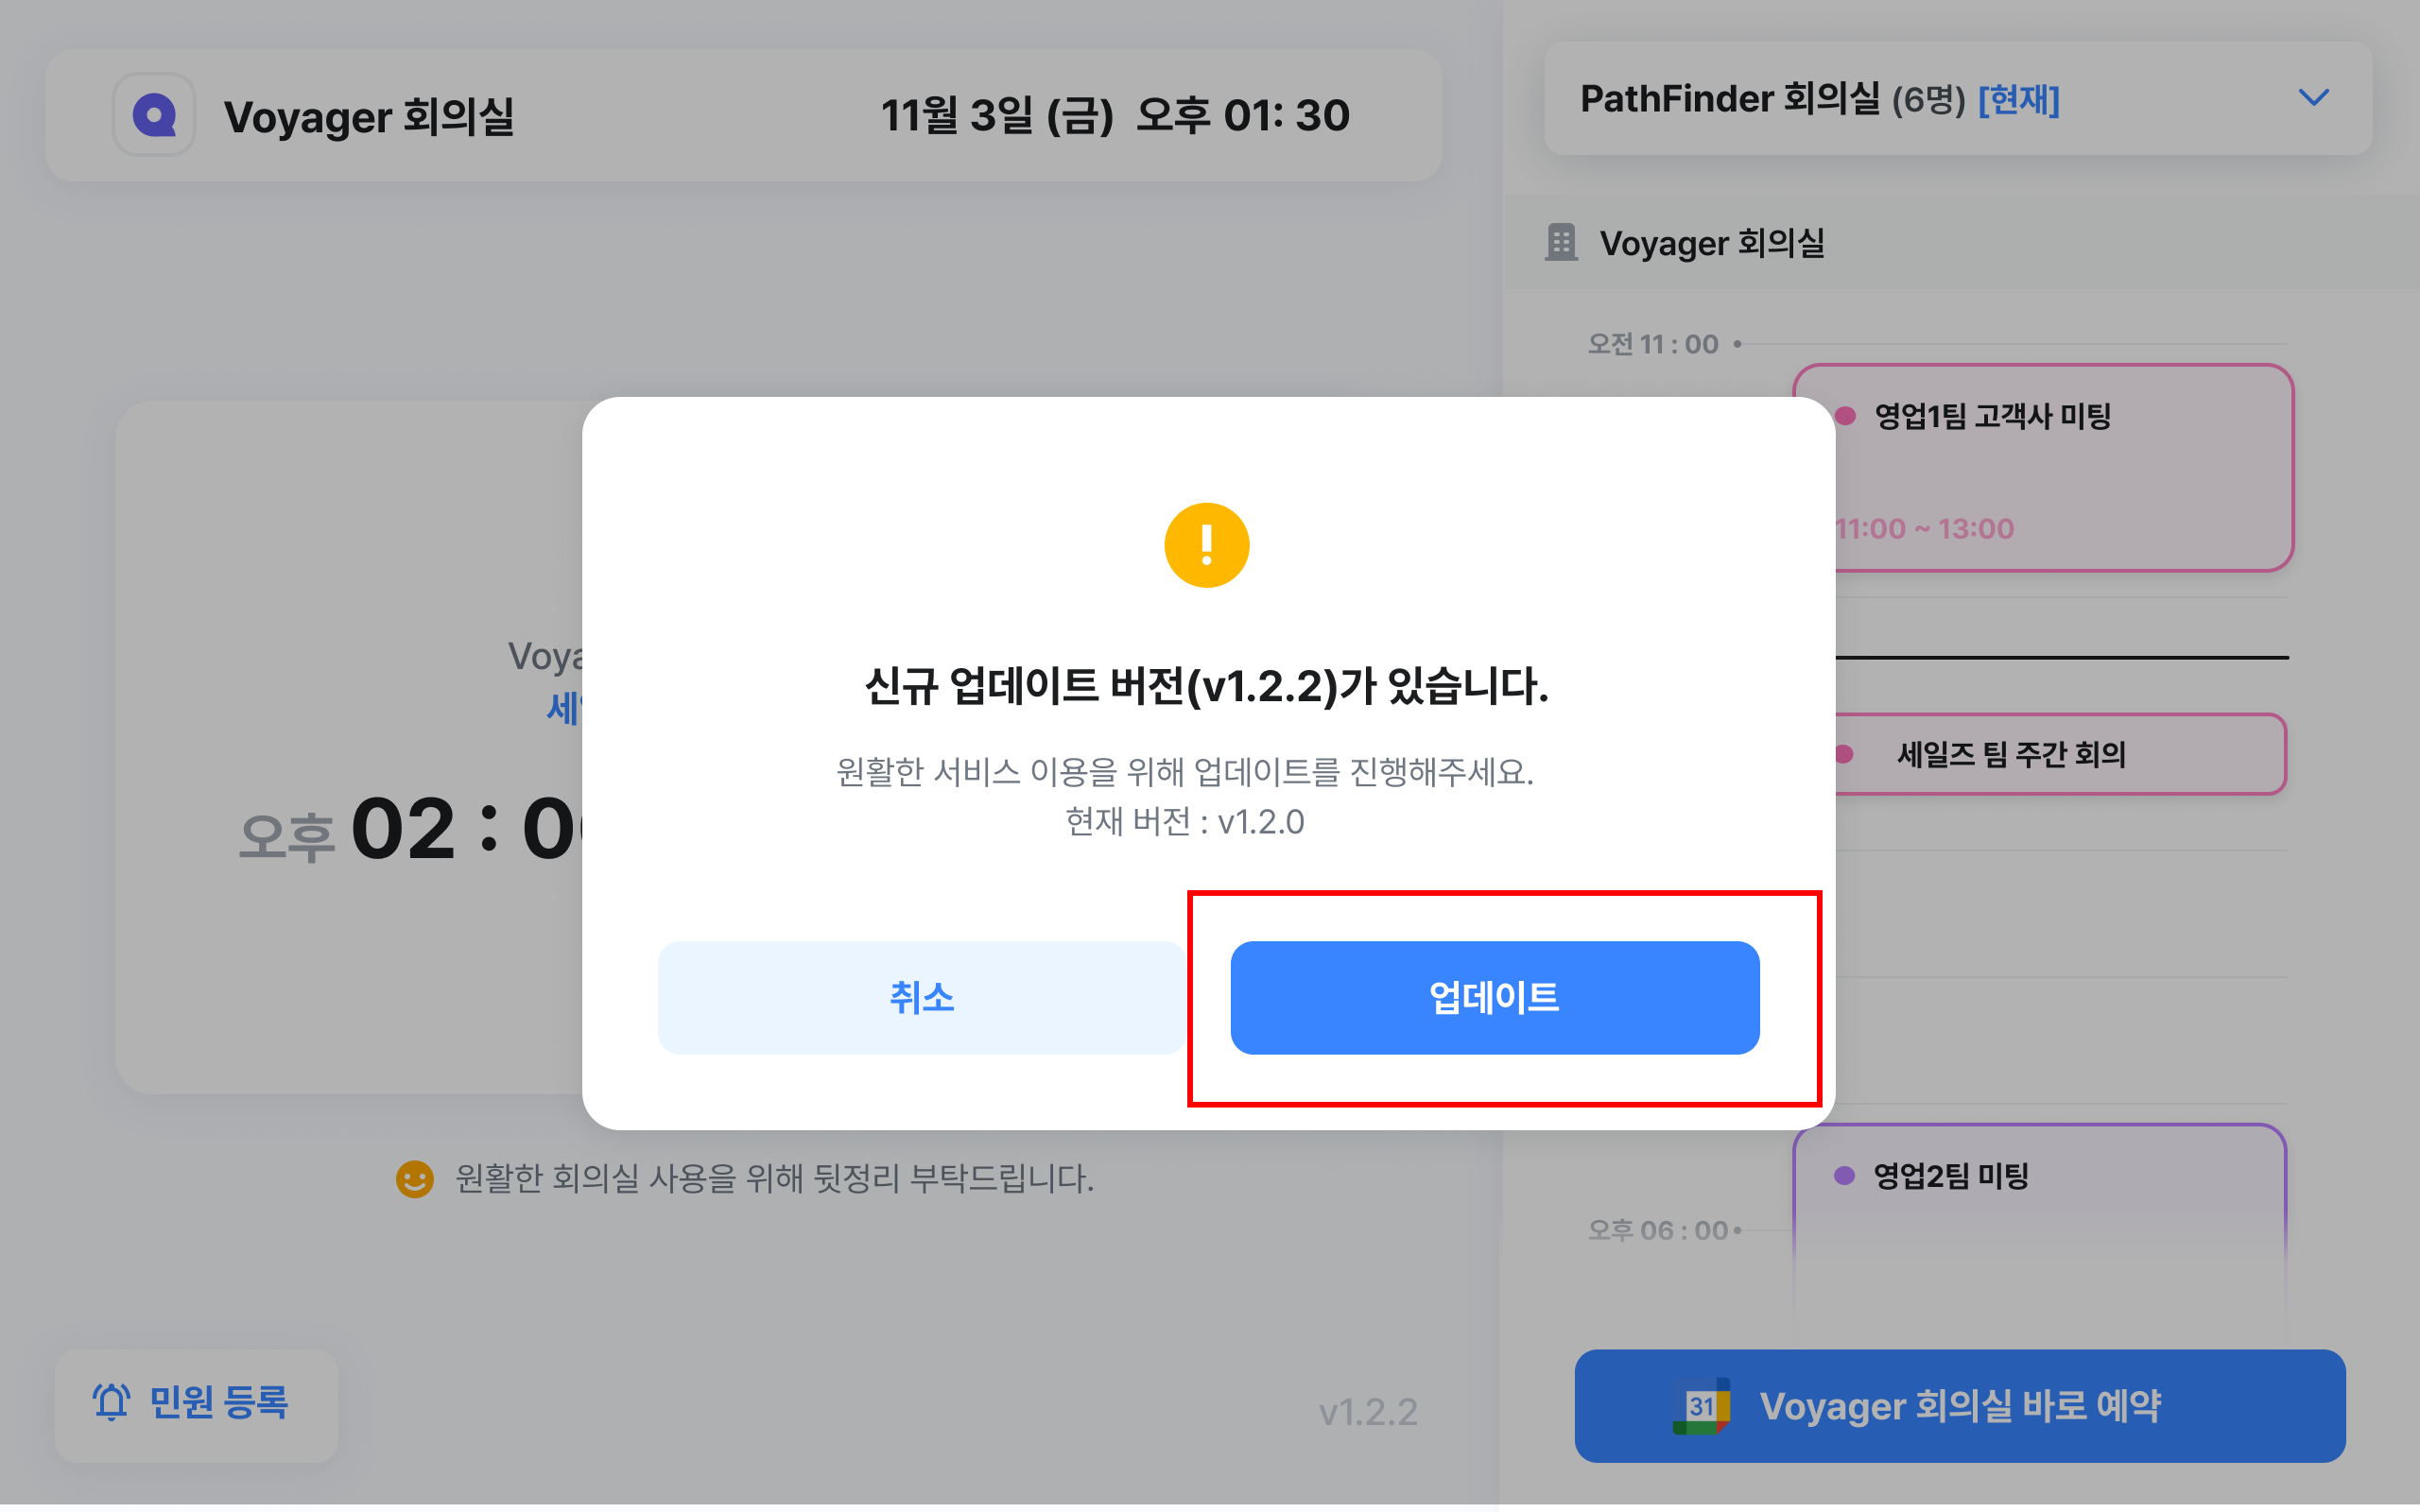 Voyager 회의실
11월 3일 (금) 오후 01: 30
PathFinder 회의실 (6명) [현재]
Voyager 회의실
오전 11 : 00
영업1팀 고객사 미팅
11:00 ~ 13:00
신규 업데이트 버전(v1.2.2)가 있습니다.
원활한 서비스 이용을 위해 업데이트를 진행해주세요.
현재 버전 : v1.2.0
취소
업데이트
오후 02 :
세일즈 팀 주간 회의
영업2팀 미팅
오후 06 : 00
원활한 회의실 사용을 위해 뒷정리 부탁드립니다.
민원 등록
v1.2.2
31
Voyager 회의실 바로 예약